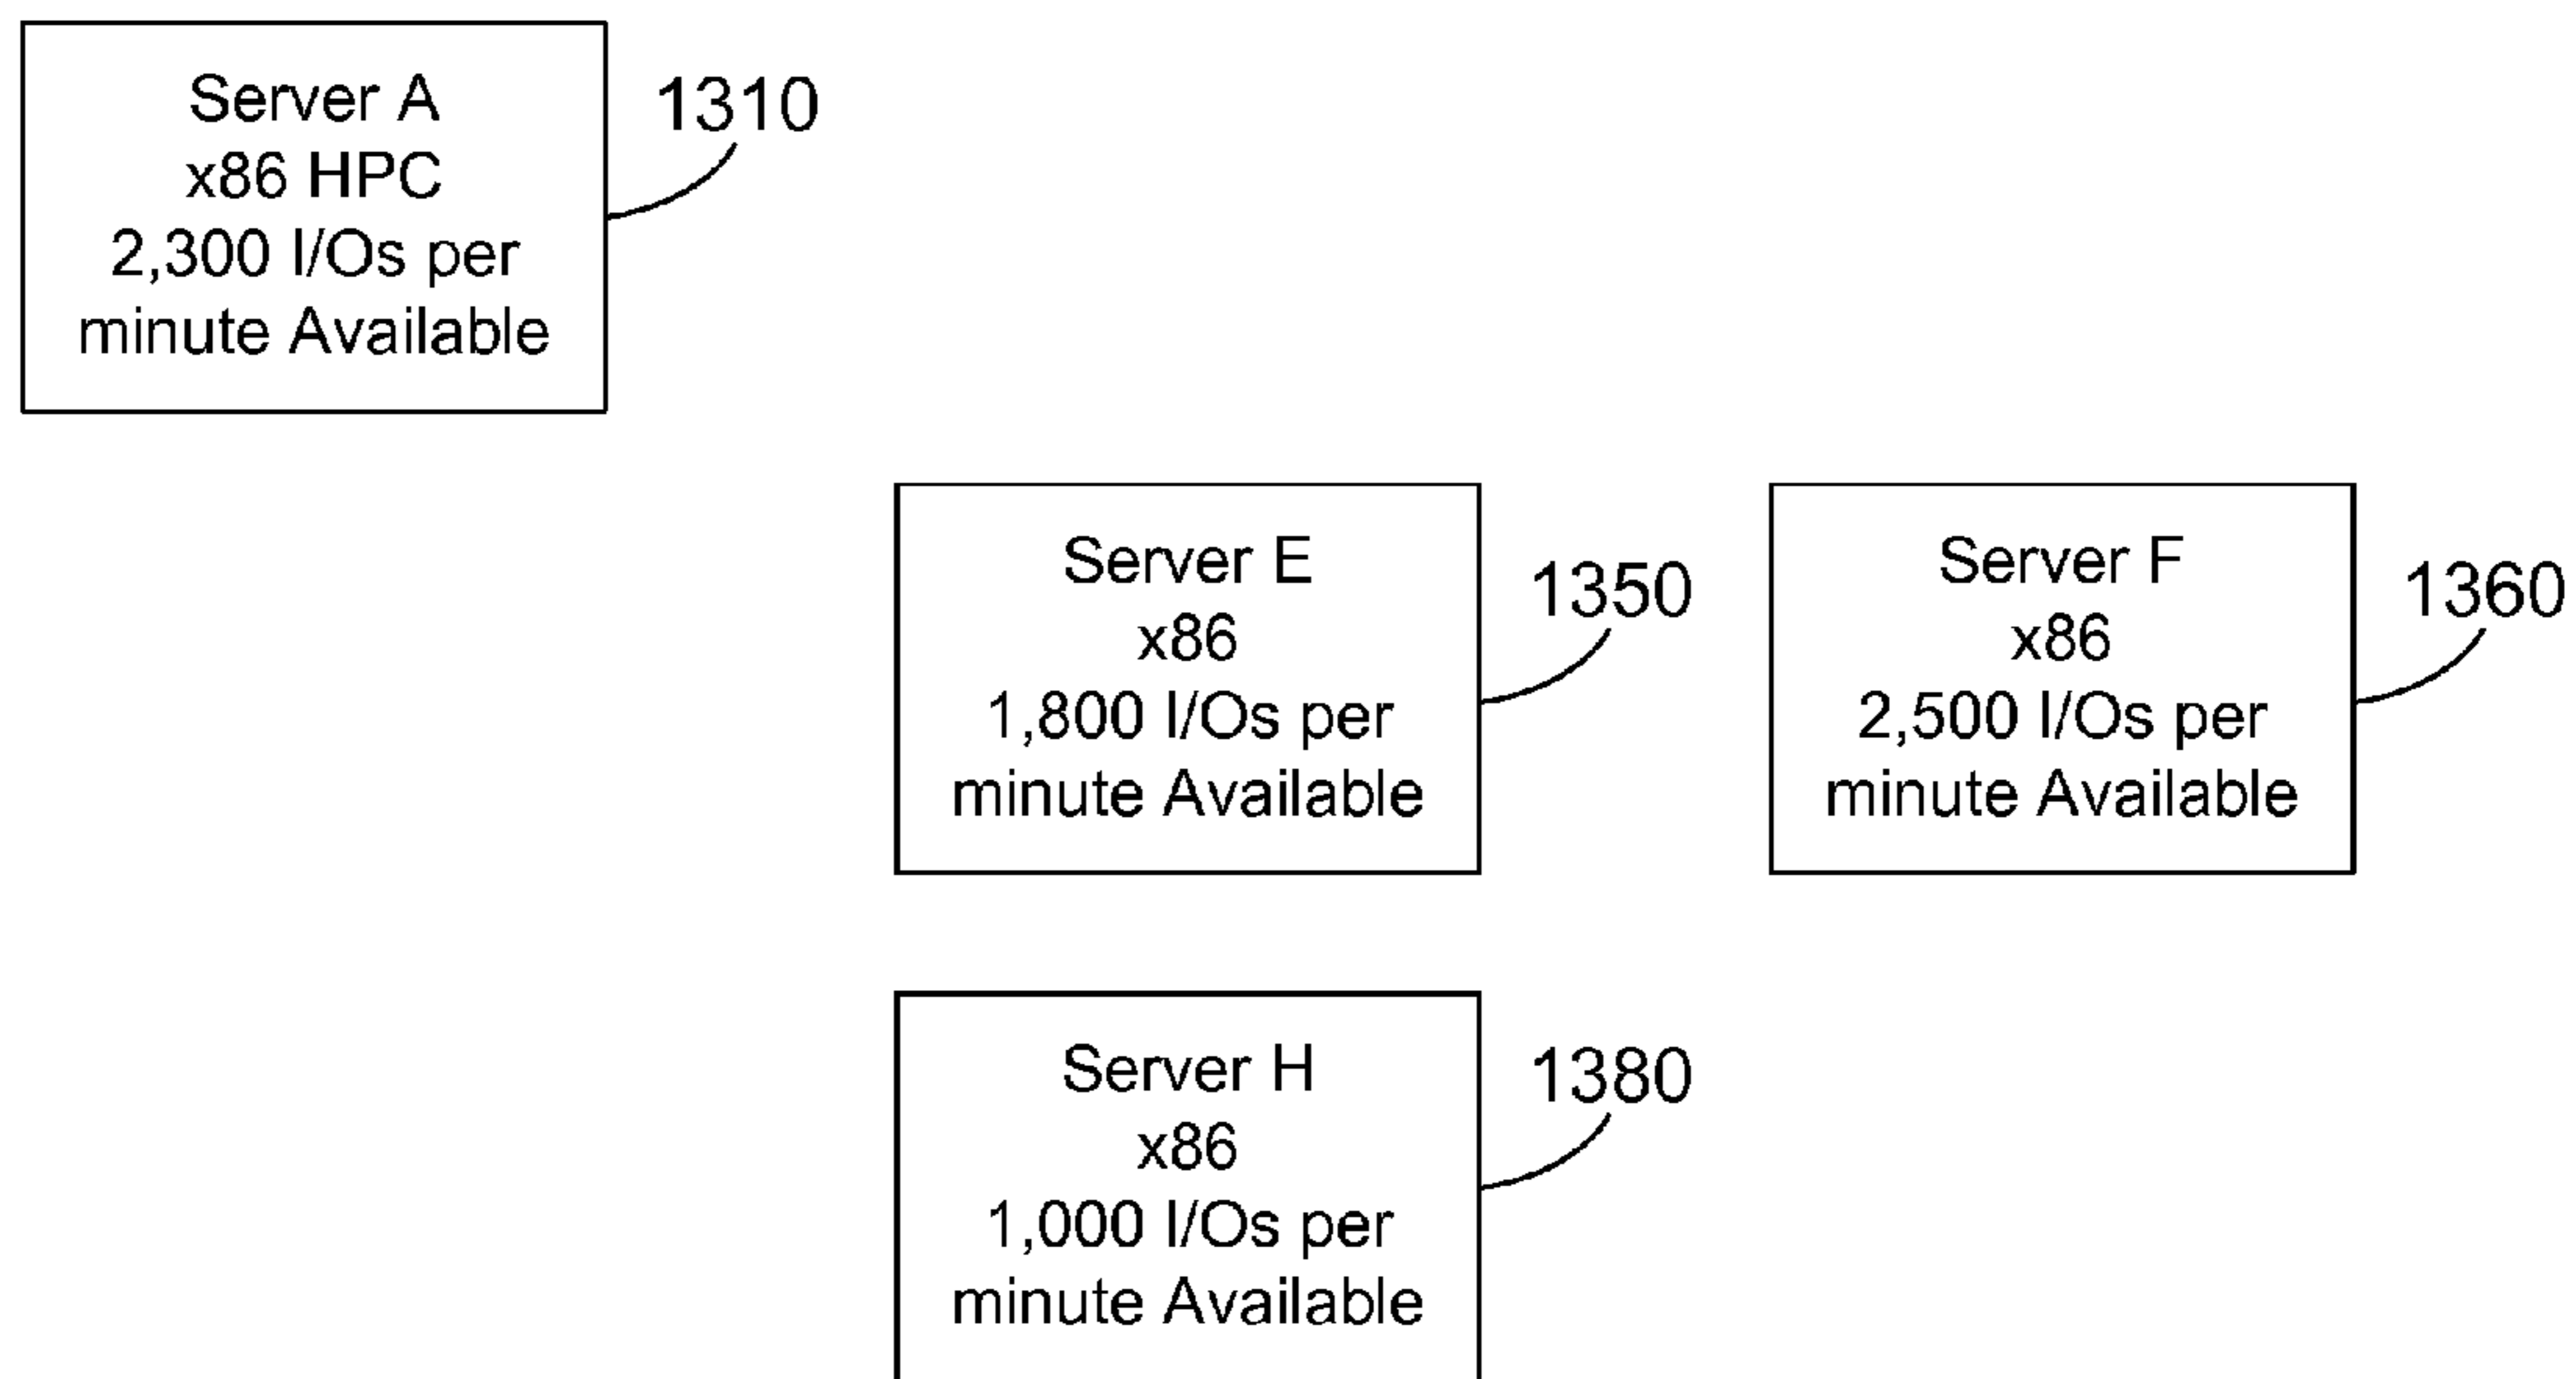 Server A
x86 HPC
2,300 I/Os per
minute Available
1310
Server E
x86
1,800 I/Os per
minute Available
1350
Server F
x86
2,500 I/Os per
minute Available
1360
Server H
x86
1,000 I/Os per
minute Available
1380